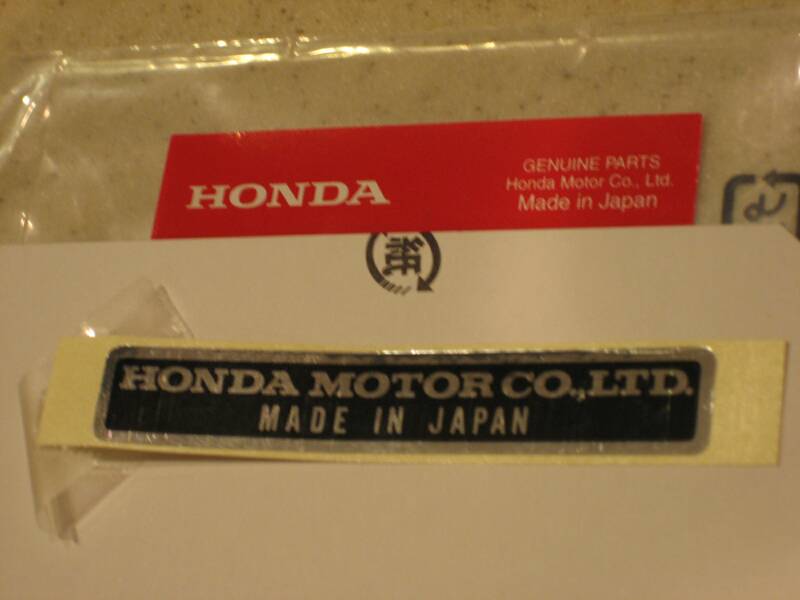 HONDA
GENUINE PARTS
Honda Motor Co., Ltd.
Made in Japan
紙
HONDA MOTOR CO.,LTD.
MADE IN JAPAN